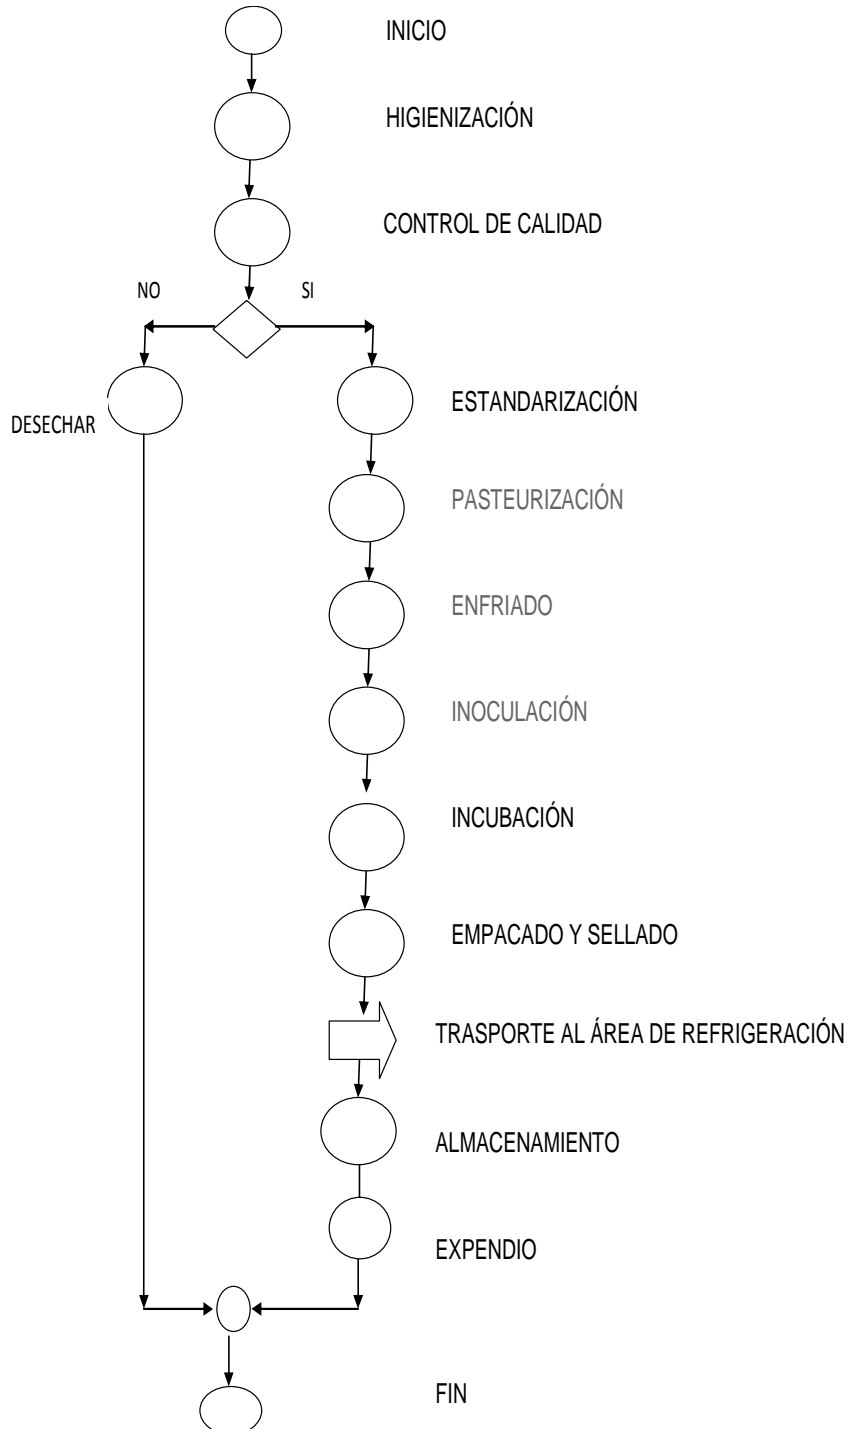 INICIO
HIGIENIZACIÓN
CONTROL DE CALIDAD
NO
SI
DESECHAR
ESTANDARIZACIÓN
PASTEURIZACIÓN
ENFRIADO
INOCULACIÓN
INCUBACIÓN
EMPACADO Y SELLADO
TRASPORTE AL ÁREA DE REFRIGERACIÓN
ALMACENAMIENTO
EXPENDIO
FIN